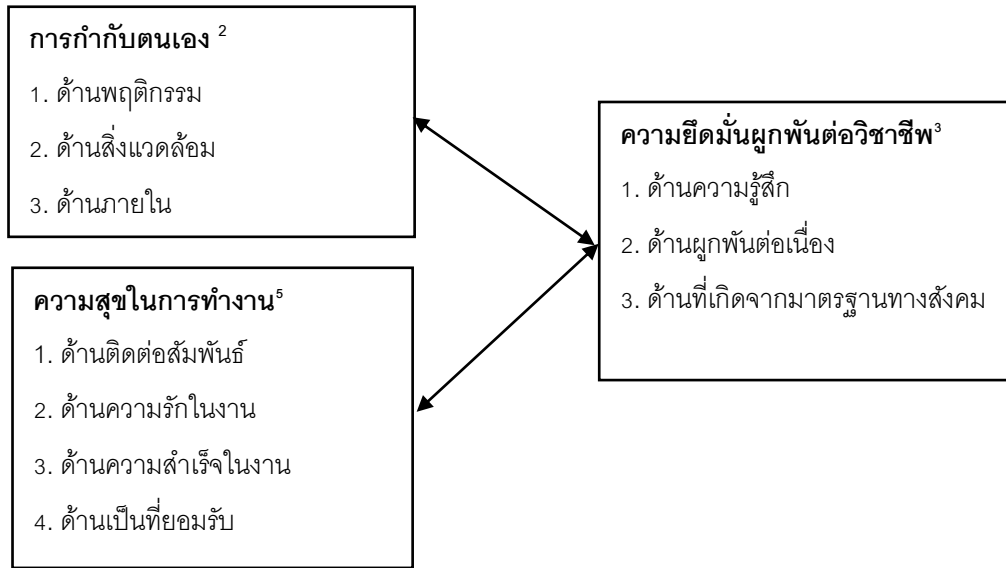 การกำกับตนเอง ²
1. ด้านพฤติกรรม
2. ด้านสิ่งแวดล้อม
3. ด้านภายใน
ความสุขในการทำงาน⁵
1. ด้านติดต่อสัมพันธ์
2. ด้านความรักในงาน
3. ด้านความสำเร็จในงาน
4. ด้านเป็นที่ยอมรับ
ความยึดมั่นผูกพันต่อวิชาชีพ³
1. ด้านความรู้สึก
2. ด้านผูกพันต่อเนื่อง
3. ด้านที่เกิดจากมาตรฐานทางสังคม